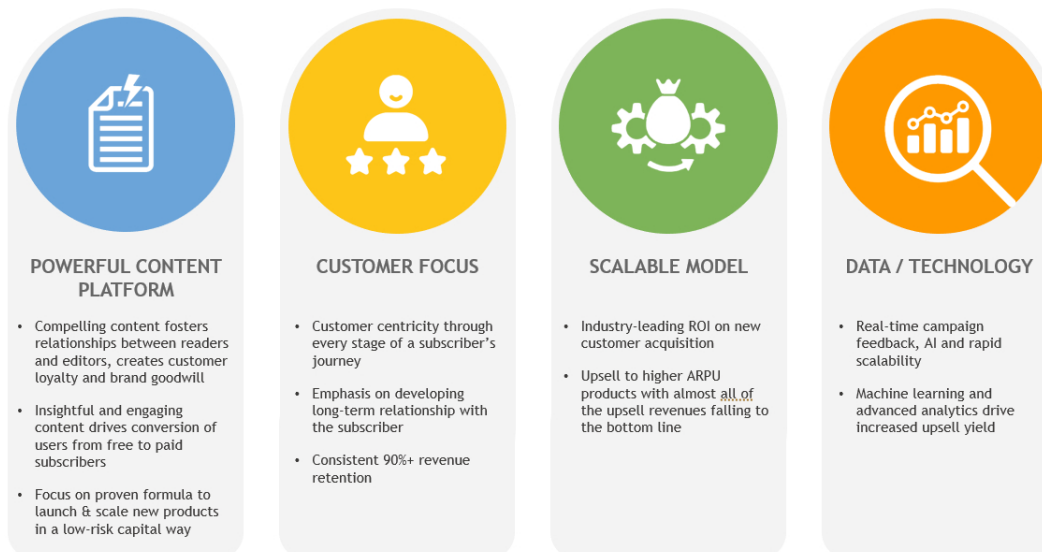 POWERFUL CONTENT
PLATFORM
• Compelling content fosters
relationships between readers
and editors, creates customer
loyalty and brand goodwill
• Insightful and engaging
content drives conversion of
users from free to paid
subscribers
• Focus on proven formula to
launch & scale new products
in a low-risk capital way
CUSTOMER FOCUS
• Customer centricity through
every stage of a subscriber’s
journey
• Emphasis on developing
long-term relationship with
the subscriber
• Consistent 90%+ revenue
retention
SCALABLE MODEL
• Industry-leading ROI on new
customer acquisition
• Upsell to higher ARPU
products with almost all of
the upsell revenues falling to
the bottom line
DATA / TECHNOLOGY
• Real-time campaign
feedback, AI and rapid
scalability
• Machine learning and
advanced analytics drive
increased upsell yield